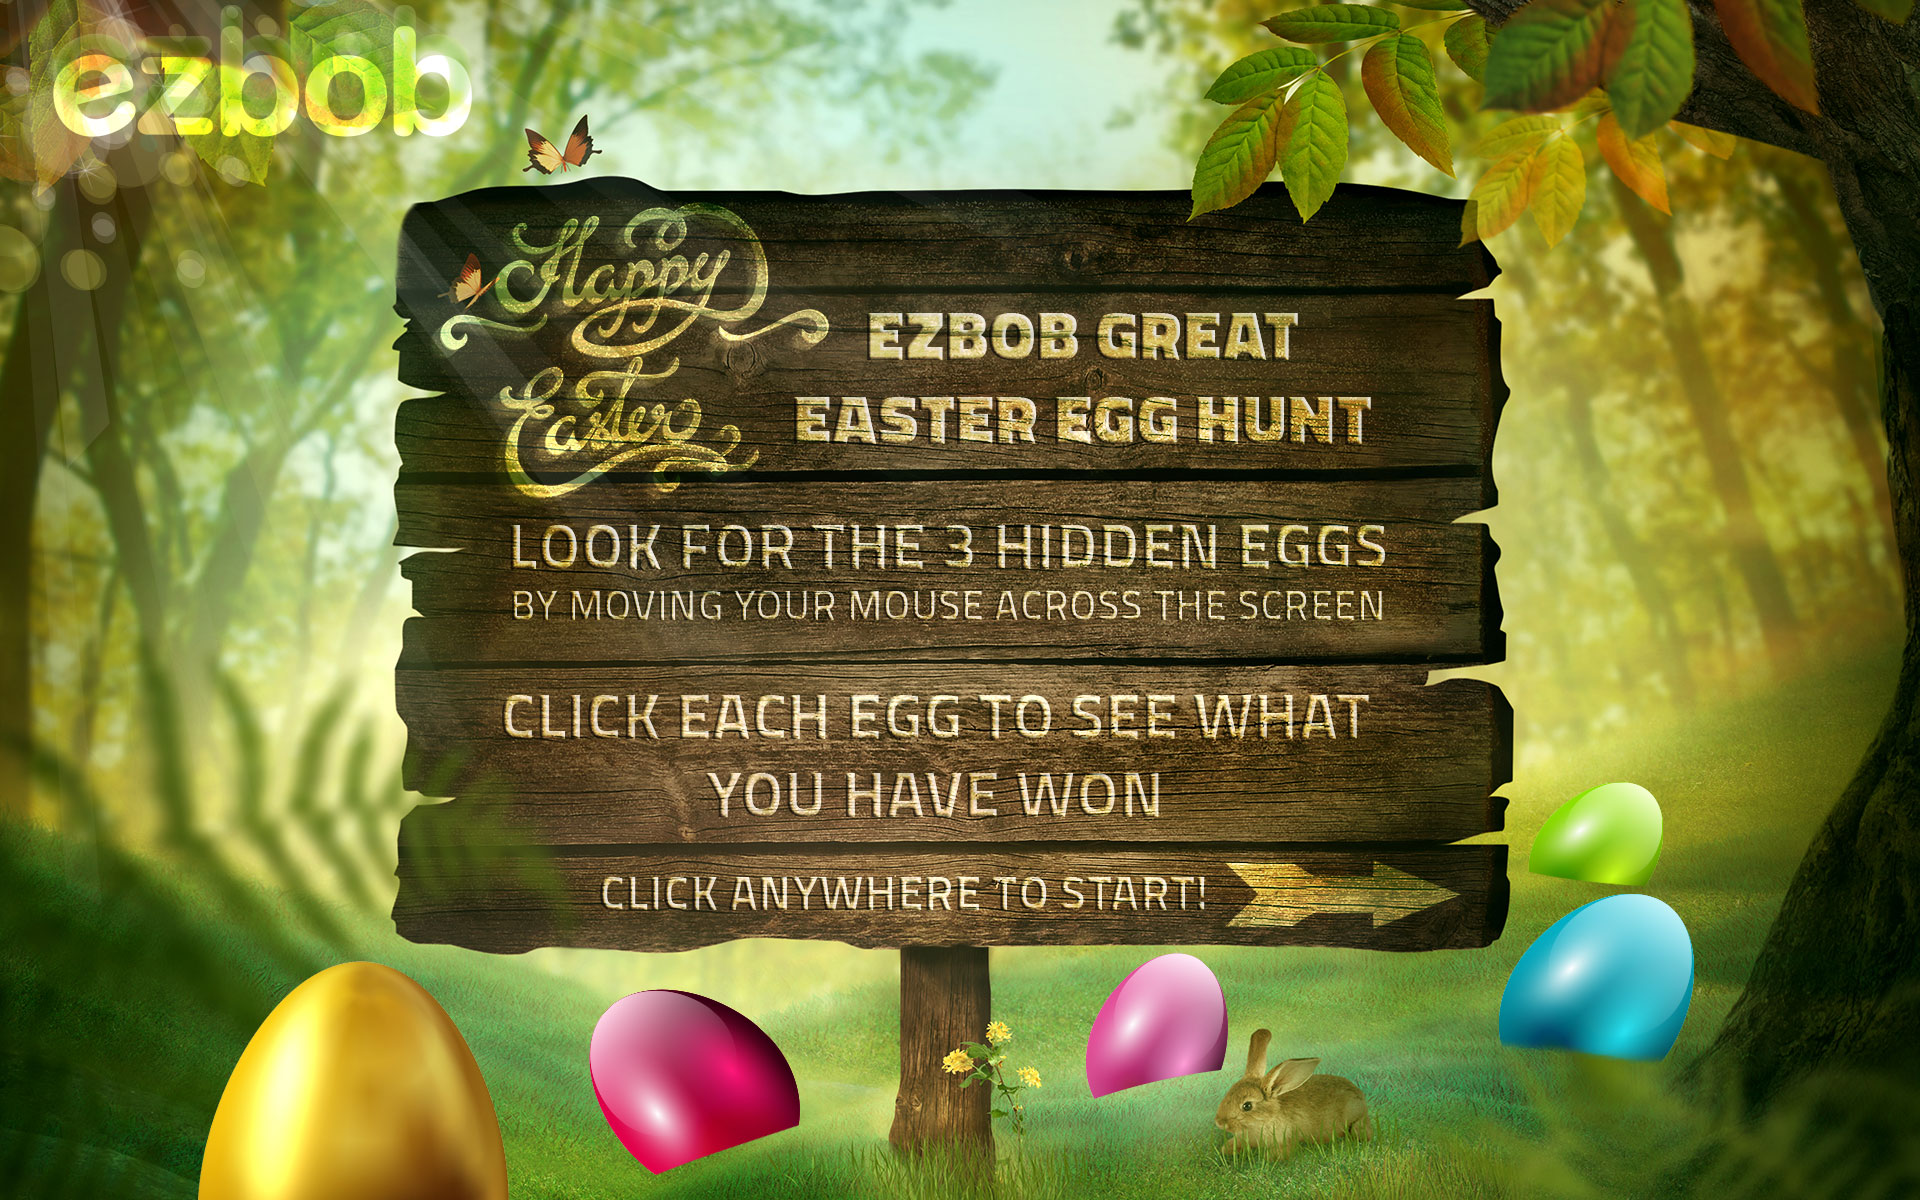 ezbob
Happy
Easter
EZBOB GREAT
EASTER EGG HUNT
LOOK FOR THE 3 HIDDEN EGGS
BY MOVING YOUR MOUSE ACROSS THE SCREEN
CLICK EACH EGG TO SEE WHAT
YOU HAVE WON
CLICK ANYWHERE TO START!